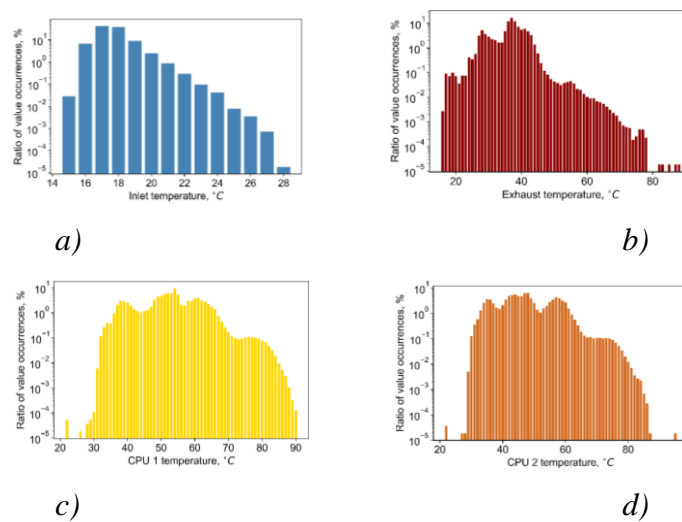 Ratio of value occurrences, %
10^1
10^0
10^-1
10^-2
10^-3
10^-4
10^-5
14 16 18 20 22 24 26 28
Inlet temperature, °C
a)
Ratio of value occurrences, %
10^1
10^0
10^-1
10^-2
10^-3
10^-4
10^-5
20 40 60 80
Exhaust temperature, °C
b)
Ratio of value occurrences, %
10^1
10^0
10^-1
10^-2
10^-3
10^-4
10^-5
20 30 40 50 60 70 80 90
CPU 1 temperature, °C
c)
Ratio of value occurrences, %
10^1
10^0
10^-1
10^-2
10^-3
10^-4
10^-5
20 40 60 80
CPU 2 temperature, °C
d)